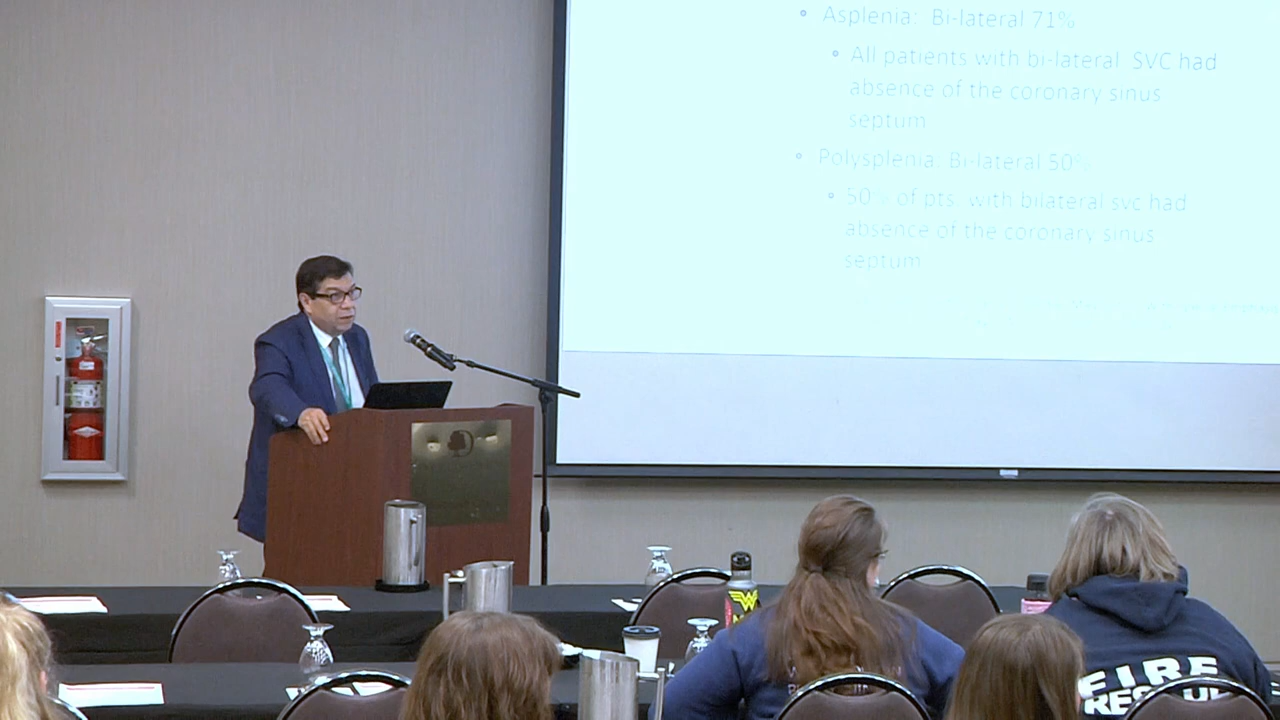 Asplenia: Bi-lateral 71%
All patients with bi-lateral SVC had
absence of the coronary sinus
septum
Polysplenia: Bi-lateral 50%
50% of pts with bilateral svc had
absence of the coronary sinus
septum
FIRE
RESCUE